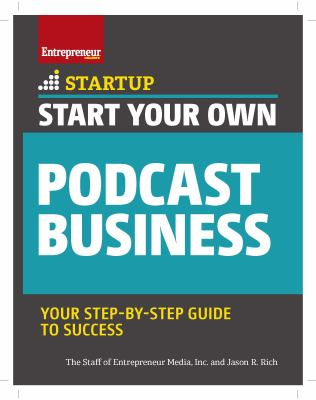 Entrepreneur
STARTUP
START YOUR OWN
PODCAST
BUSINESS
YOUR STEP-BY-STEP GUIDE
TO SUCCESS
The Staff of Entrepreneur Media, Inc. and Jason R. Rich